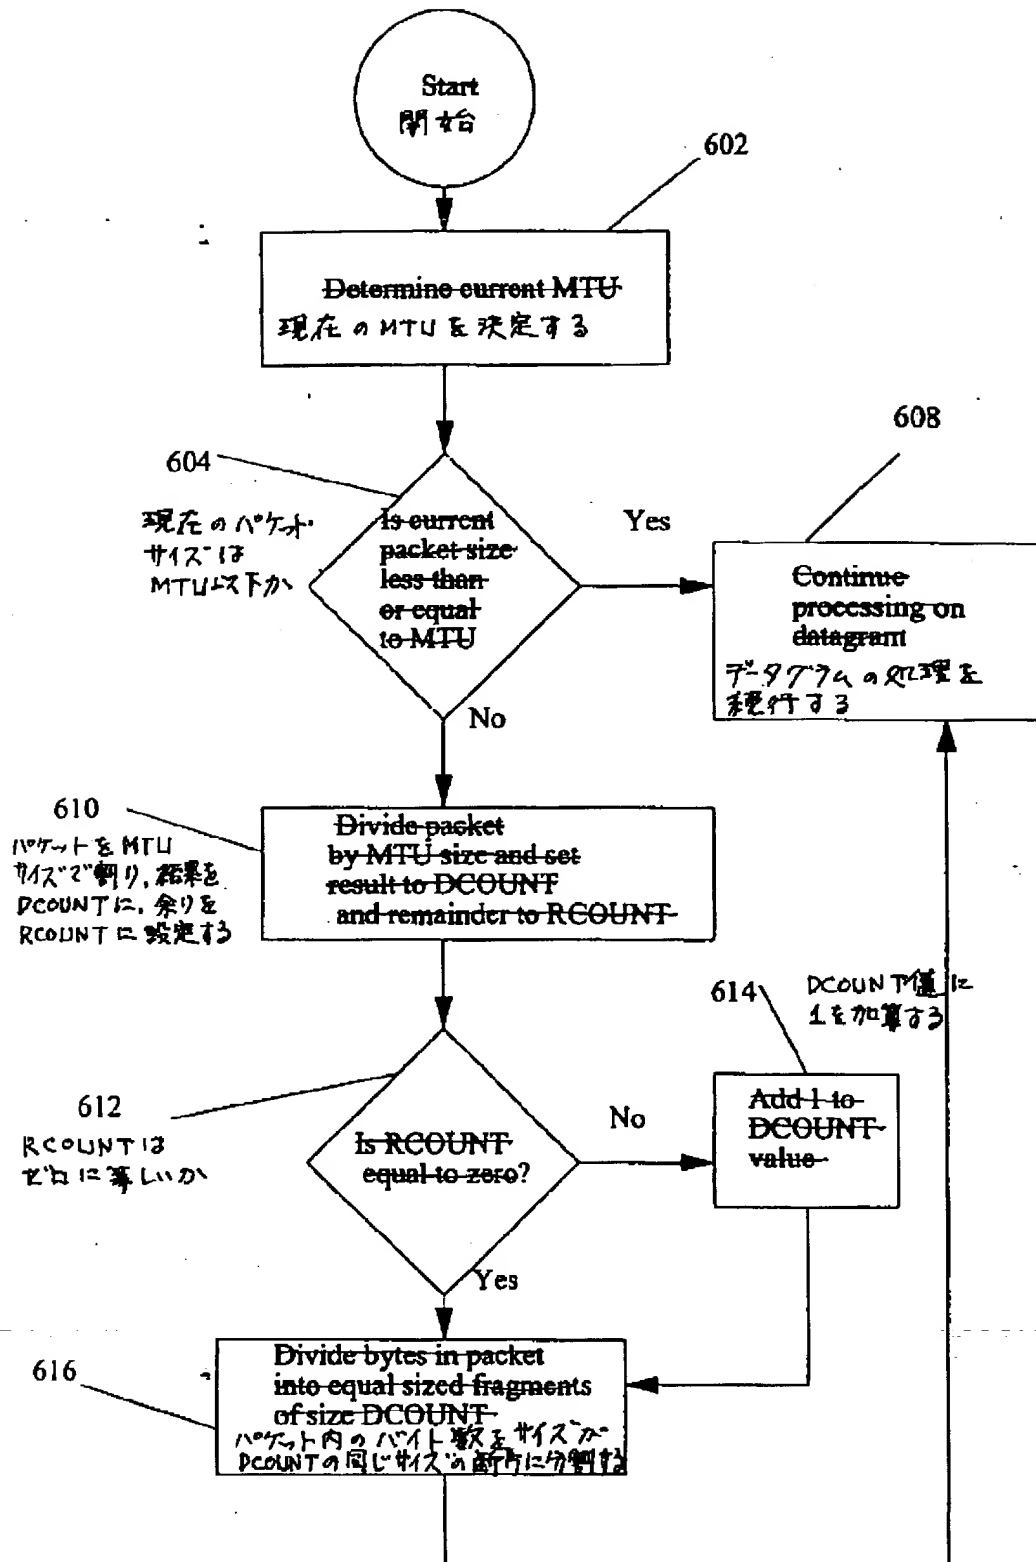 Start
開始
602
Determine current MTU
現在のMTUを決定する
604
現在のパケット
サイズは
MTU以下か
Is current
packet size
less than
or equal
to MTU
Yes
608
Continue
processing on
datagrant
データグラムの処理を
続行する
No
610
パケットをMTU
サイズで割り、結果を
DCOUNTに、余りを
RCOUNTに設定する
Divide packet
by MTU size and set
result to DCOUNT
and remainder to RCOUNT
614
DCOUNT値に
1を加算する
612
RCOUNTは
ゼロに等しいか
Is RCOUNT
equal to zero?
No
Add 1 to
DCOUNT
value
Yes
616
Divide bytes in packet
into equal sized fragments
of size DCOUNT
パケット内のバイト数をサイズが
DCOUNTの同じサイズの断片に分割する